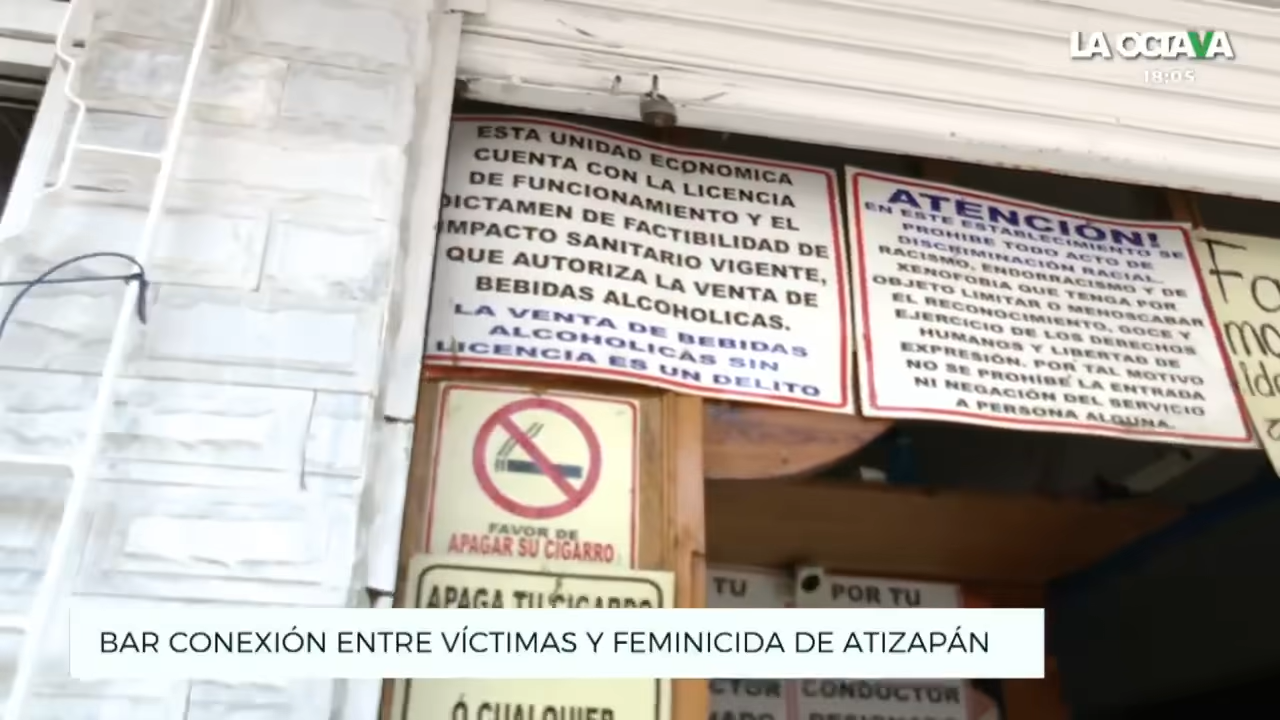 LA OCTAVA
18:05
ESTA UNIDAD ECONOMICA
CUENTA CON LA LICENCIA
DE FUNCIONAMIENTO Y EL
DICTAMEN DE FACTIBILIDAD DE
IMPACTO SANITARIO VIGENTE,
QUE AUTORIZA LA VENTA DE
BEBIDAS ALCOHOLICAS.
LA VENTA DE BEBIDAS
ALCOHOLICAS SIN
LICENCIA ES UN DELITO
ATENCIÓN!
EN ESTE ESTABLECIMIENTO SE
PROHIBE TODO ACTO DE
DISCRIMINACIÓN RACIAL,
RACISMO, ENDORRACISMO Y DE
XENOFOBIA QUE TENGA POR
OBJETO LIMITAR O MENOSCABAR
EL RECONOCIMIENTO, GOCE Y
EJERCICIO DE LOS DERECHOS
HUMANOS Y LIBERTAD DE
EXPRESIÓN, POR TAL MOTIVO
NO SE PROHIBE LA ENTRADA
NI NEGACIÓN DEL SERVICIO
A PERSONA ALGUNA.
FAVOR DE
APAGAR SU CIGARRO
APAGA TU CIGARRO
Ó CUALQUIER
TU
POR TU
CONDUCTOR
BAR CONEXIÓN ENTRE VÍCTIMAS Y FEMINICIDA DE ATIZAPÁN